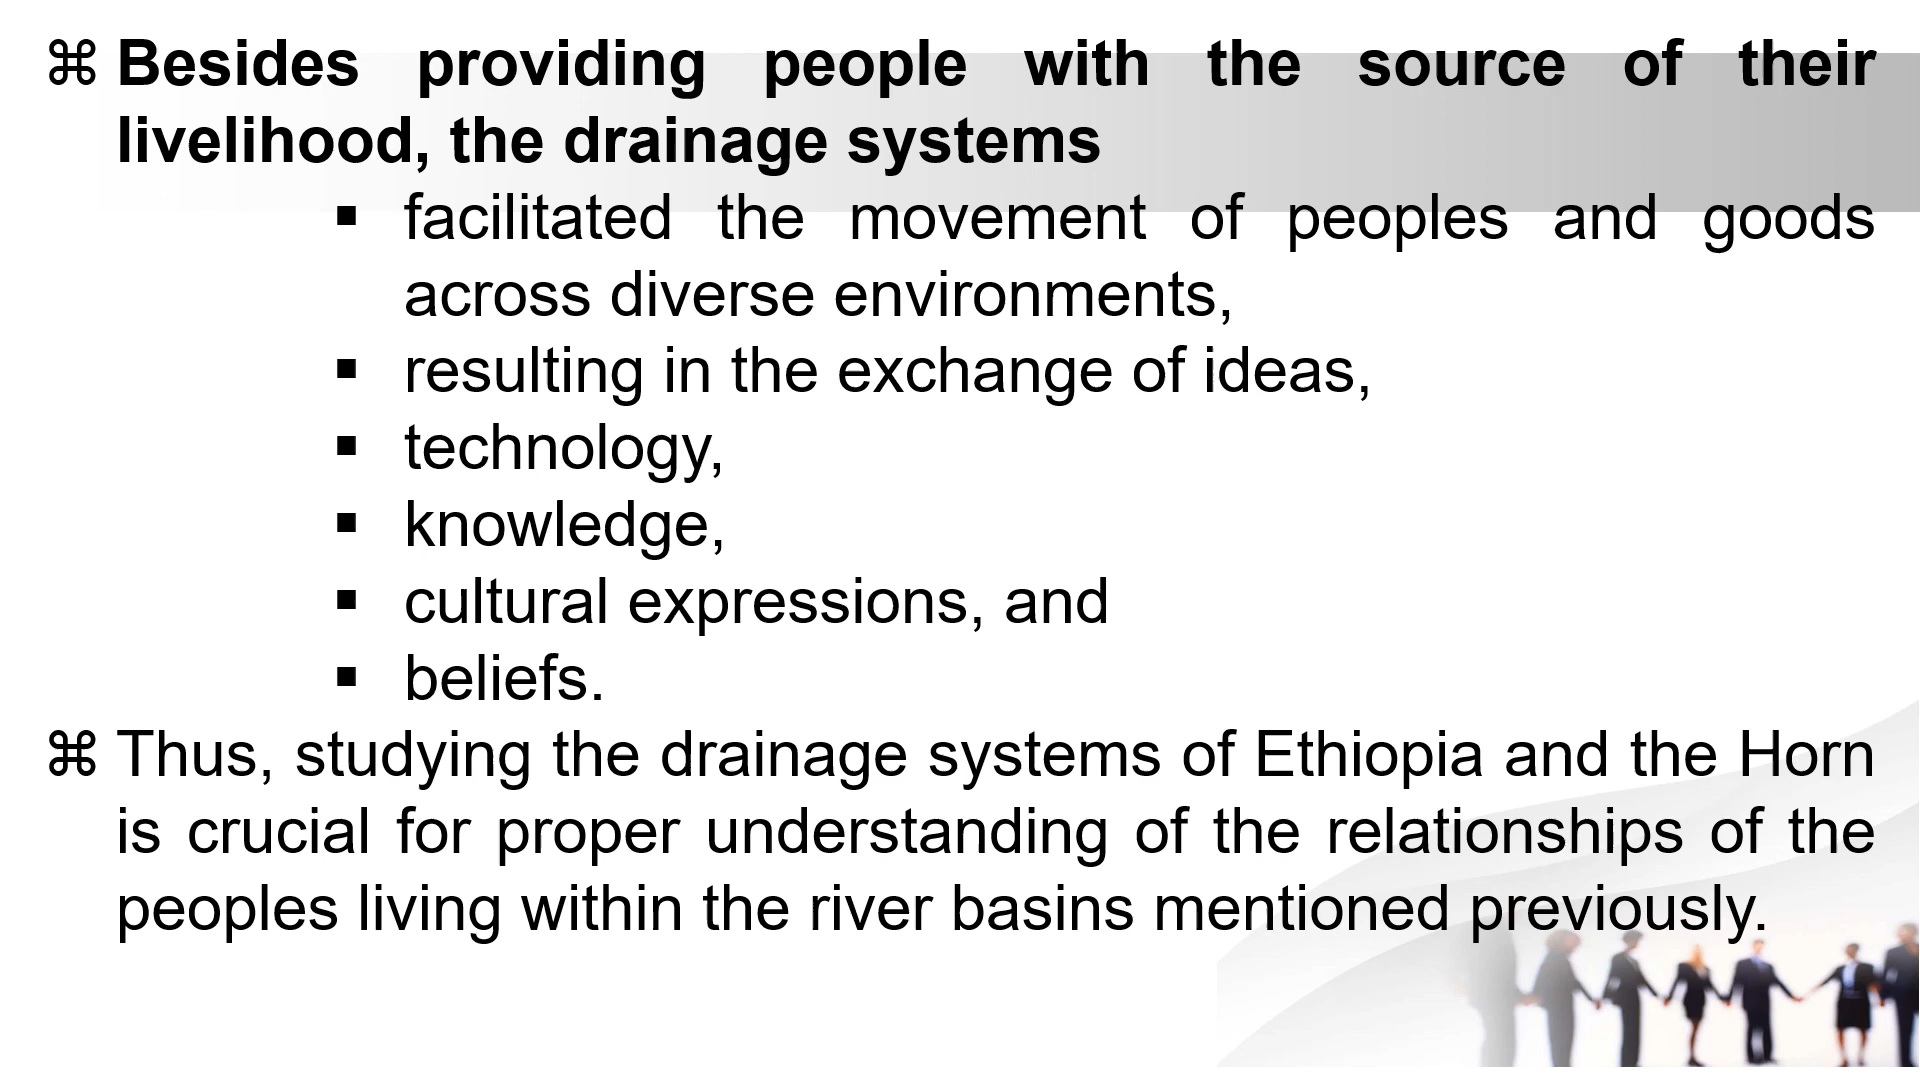 ⌘ Besides providing people with the source of their
livelihood, the drainage systems
▪ facilitated the movement of peoples and goods
across diverse environments,
▪ resulting in the exchange of ideas,
▪ technology,
▪ knowledge,
▪ cultural expressions, and
▪ beliefs.
⌘ Thus, studying the drainage systems of Ethiopia and the Horn
is crucial for proper understanding of the relationships of the
peoples living within the river basins mentioned previously.